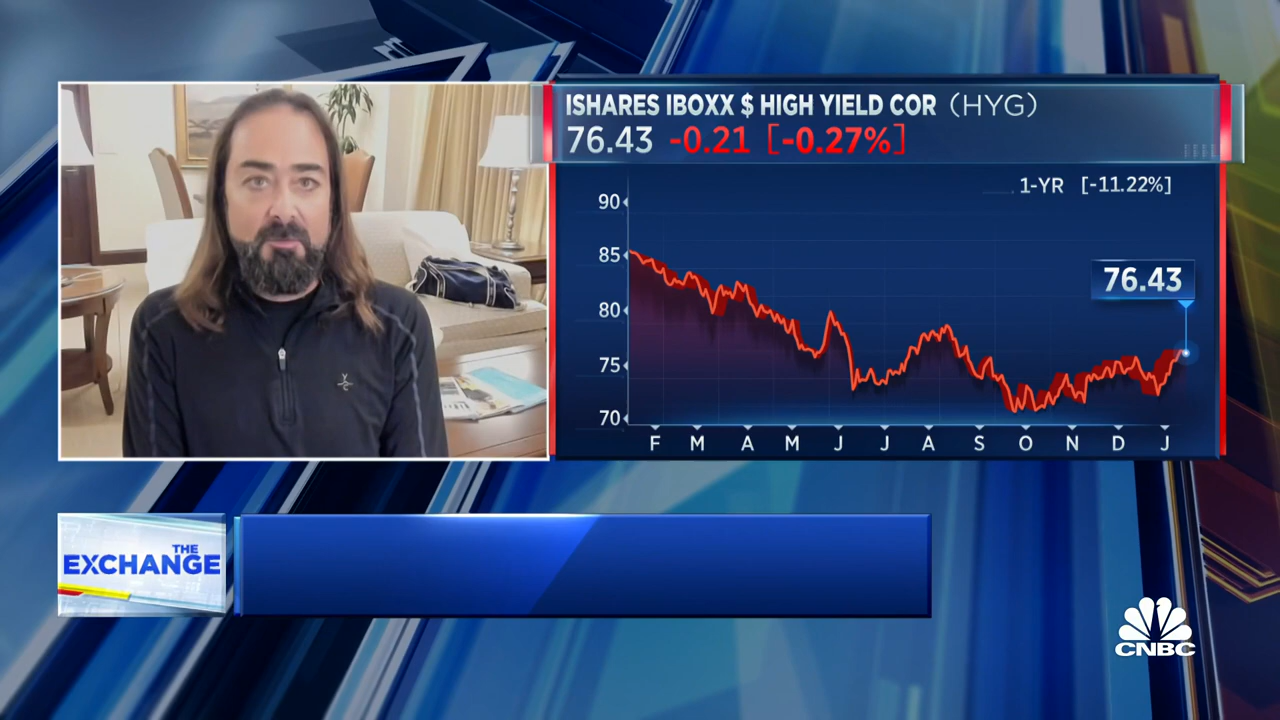 ISHARES IBOXX $ HIGH YIELD COR (HYG)
76.43 -0.21 [-0.27%]
1-YR [-11.22%]
90
85
80
75
70
76.43
F M A M J J A S O N D J
THE
EXCHANGE
CNBC